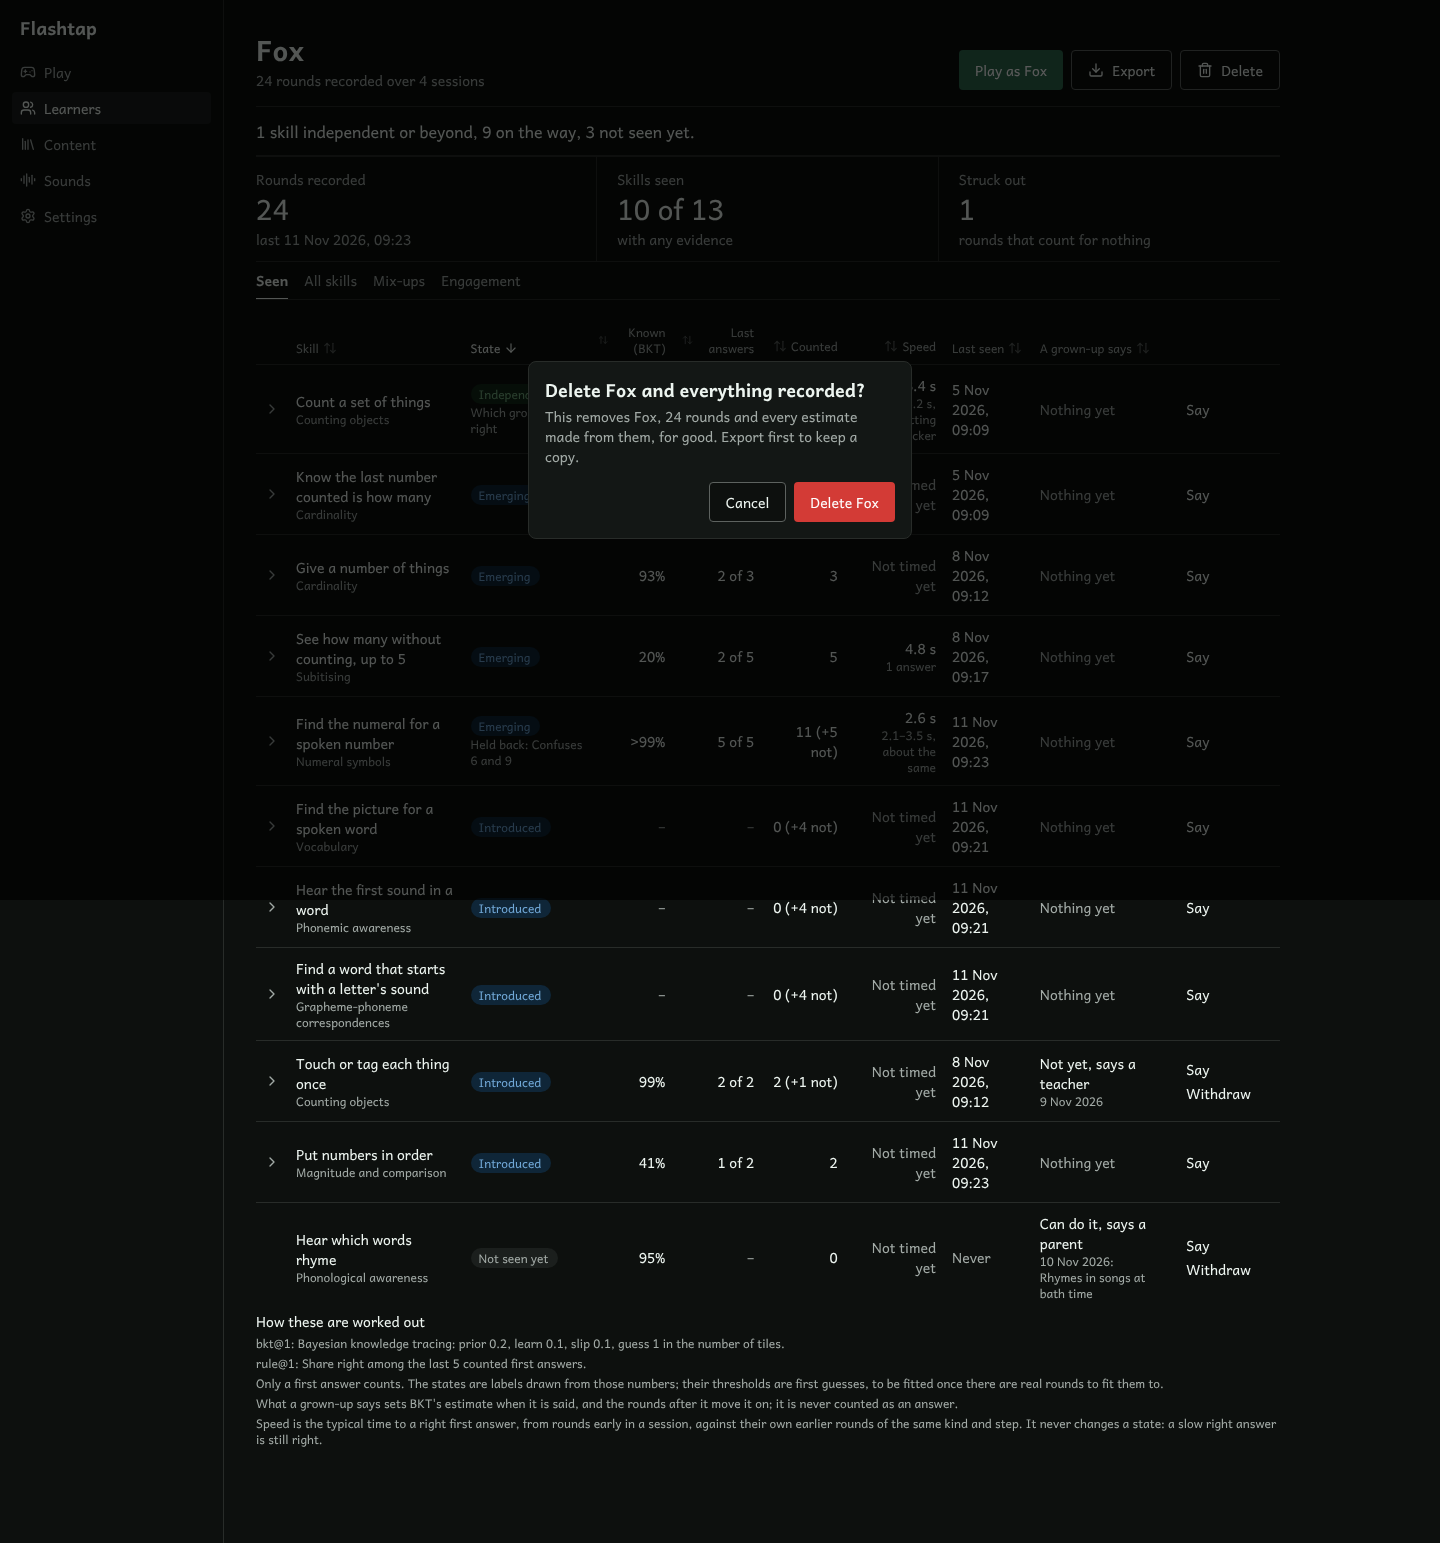 Flashtap
Play
Learners
Content
Sounds
Settings
Fox
24 rounds recorded over 4 sessions
Play as Fox
Export
Delete
1 skill independent or beyond, 9 on the way, 3 not seen yet.
Rounds recorded
24
last 11 Nov 2026, 09:23
Skills seen
10 of 13
with any evidence
Struck out
1
rounds that count for nothing
Seen
All skills
Mix-ups
Engagement
Skill
State
Known
(BKT)
Last
answers
Counted
Speed
Last seen
A grown-up says
Count a set of things
Counting objects
Which
right
5 Nov
2026,
09:09
Nothing yet
Say
Know the last number
counted is how many
Cardinality
yet
5 Nov
2026,
09:09
Nothing yet
Say
Delete Fox and everything recorded?
This removes Fox, 24 rounds and every estimate
made from them, for good. Export first to keep a
copy.
Cancel
Delete Fox
Give a number of things
Cardinality
Emerging
93%
2 of 3
3
Not timed
yet
8 Nov
2026,
09:12
Nothing yet
Say
See how many without
counting, up to 5
Subitising
Emerging
20%
2 of 5
5
4.8 s
1 answer
8 Nov
2026,
09:17
Nothing yet
Say
Find the numeral for a
spoken number
Numeral symbols
Emerging
Held back: Confuses
6 and 9
>99%
5 of 5
11 (+5
not)
2.6 s
2.1–3.5 s,
about the
same
11 Nov
2026,
09:23
Nothing yet
Say
Find the picture for a
spoken word
Vocabulary
Introduced
–
–
0 (+4 not)
Not timed
yet
11 Nov
2026,
09:21
Nothing yet
Say
Hear the first sound in a
word
Phonemic awareness
Introduced
–
–
0 (+4 not)
Not timed
yet
11 Nov
2026,
09:21
Nothing yet
Say
Find a word that starts
with a letter's sound
Grapheme-phoneme
correspondences
Introduced
–
–
0 (+4 not)
Not timed
yet
11 Nov
2026,
09:21
Nothing yet
Say
Touch or tag each thing
once
Counting objects
Introduced
99%
2 of 2
2 (+1 not)
Not timed
yet
8 Nov
2026,
09:12
Not yet, says a
teacher
9 Nov 2026
Say
Withdraw
Put numbers in order
Magnitude and comparison
Introduced
41%
1 of 2
2
Not timed
yet
11 Nov
2026,
09:23
Nothing yet
Say
Hear which words
rhyme
Phonological awareness
Not seen yet
95%
–
0
Not timed
yet
Never
Can do it, says a
parent
10 Nov 2026:
Rhymes in songs at
bath time
Say
Withdraw
How these are worked out
bkt@1: Bayesian knowledge tracing: prior 0.2, learn 0.1, slip 0.1, guess 1 in the number of tiles.
rule@1: Share right among the last 5 counted first answers.
Only a first answer counts. The states are labels drawn from those numbers; their thresholds are first guesses, to be fitted once there are real rounds to fit them to.
What a grown-up says sets BKT's estimate when it is said, and the rounds after it move it on; it is never counted as an answer.
Speed is the typical time to a right first answer, from rounds early in a session, against their own earlier rounds of the same kind and step. It never changes a state: a slow right answer
is still right.